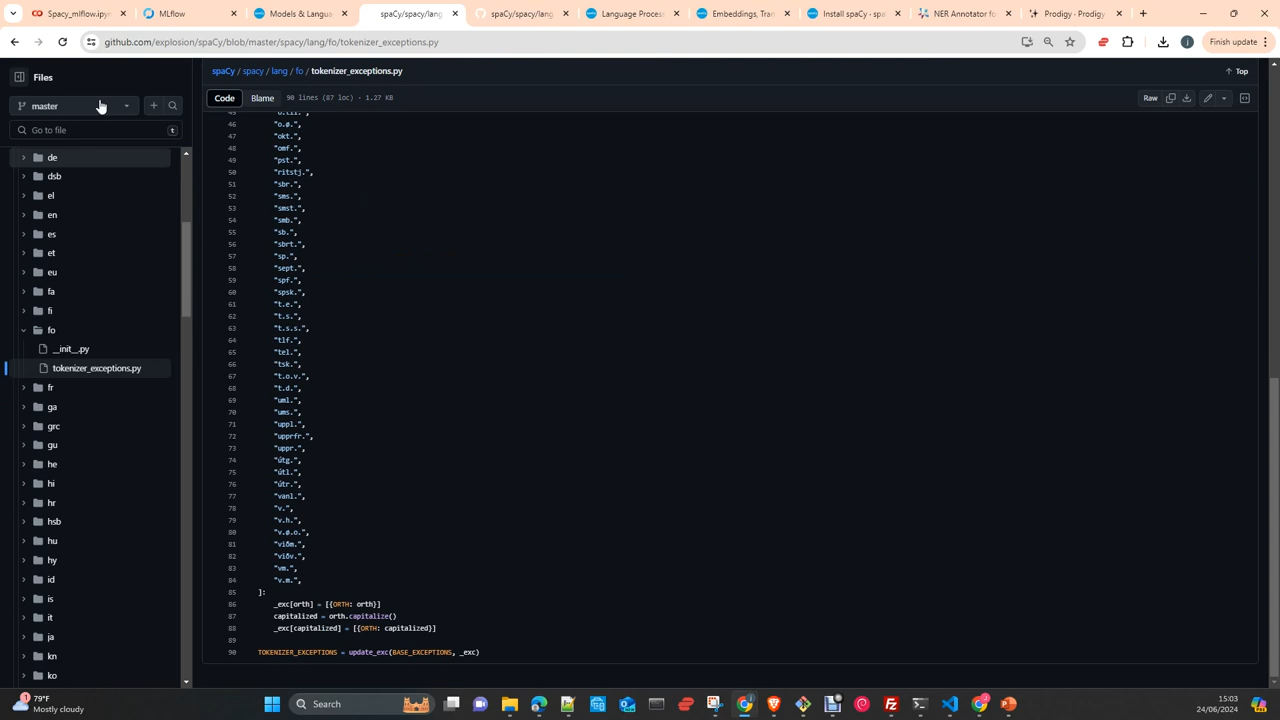 Spacy_mlflow.ipynb
MLflow
Models & Langua
spaCy/spacy/lang
spaCy/spacy/lang
Language Process
Embeddings, Tran
Install spaCy · spa
NER Annotator fo
Prodigy · Prodigy
github.com/explosion/spaCy/blob/master/spacy/lang/fo/tokenizer_exceptions.py
j
Finish update
Files
spaCy / spacy / lang / fo / tokenizer_exceptions.py
Top
master
Code Blame 90 lines (87 loc) · 1.27 KB
Raw
Go to file
t
de
dsb
el
en
es
et
eu
fa
fi
fo
__init__.py
tokenizer_exceptions.py
fr
ga
grc
gu
he
hi
hr
hsb
hu
hy
id
is
it
ja
kn
ko
45
46 "o.ø.",
47 "okt.",
48 "omf.",
49 "pst.",
50 "ritstj.",
51 "sbr.",
52 "sms.",
53 "smst.",
54 "smb.",
55 "sb.",
56 "sbrt.",
57 "sp.",
58 "sept.",
59 "spf.",
60 "spsk.",
61 "t.e.",
62 "t.s.",
63 "t.s.s.",
64 "tlf.",
65 "tel.",
66 "tsk.",
67 "t.o.v.",
68 "t.d.",
69 "uml.",
70 "ums.",
71 "uppl.",
72 "upprfr.",
73 "uppr.",
74 "útg.",
75 "útl.",
76 "útr.",
77 "vanl.",
78 "v.",
79 "v.h.",
80 "v.ø.o.",
81 "viðm.",
82 "viðv.",
83 "vm.",
84 "v.m.",
85 ]:
86 _exc[orth] = [{ORTH: orth}]
87 capitalized = orth.capitalize()
88 _exc[capitalized] = [{ORTH: capitalized}]
89
90 TOKENIZER_EXCEPTIONS = update_exc(BASE_EXCEPTIONS, _exc)
1
79°F
Mostly cloudy
Search
15:03
24/06/2024